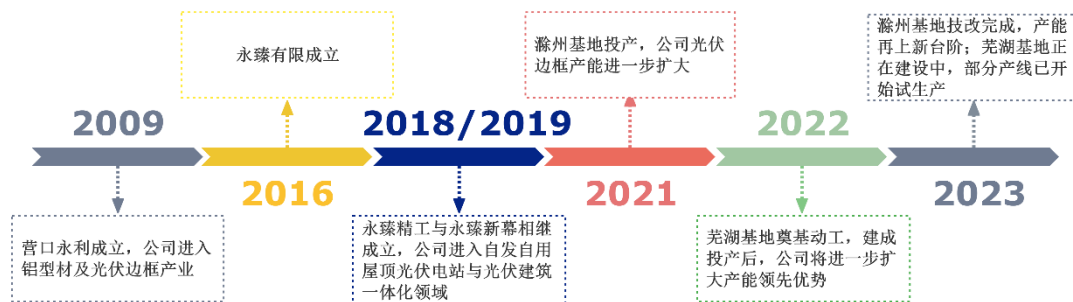 2009
营口永利成立，公司进入
铝型材及光伏边框产业
永臻有限成立
2016
2018/2019
永臻精工与永臻新幕相继
成立，公司进入自发自用
屋顶光伏电站与光伏建筑
一体化领域
滁州基地投产，公司光伏
边框产能进一步扩大
2021
2022
芜湖基地奠基动工，建成
投产后，公司将进一步扩
大产能领先优势
滁州基地技改完成，产能
再上新台阶；芜湖基地正
在建设中，部分产线已开
始试生产
2023